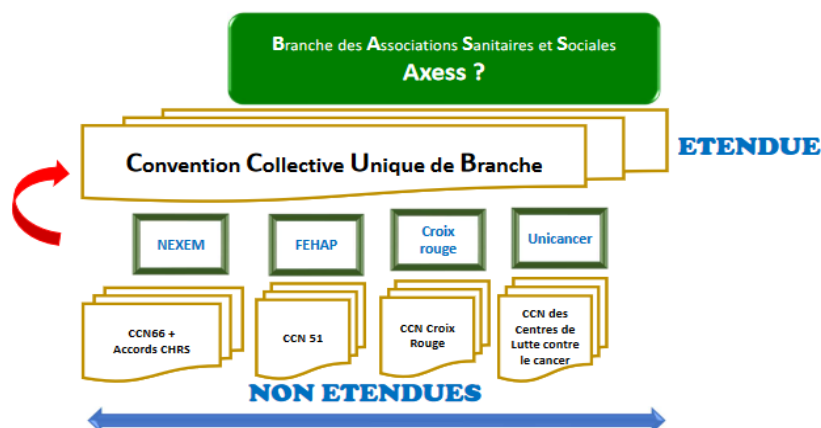 Branche des Associations Sanitaires et Sociales
Axess ?
Convention Collective Unique de Branche
ETENDUE
NEXEM
FEHAP
Croix
rouge
Unicancer
CCN66 +
Accords CHRS
CCN 51
CCN Croix
Rouge
CCN des
Centres de
Lutte contre
le cancer
NON ETENDUES